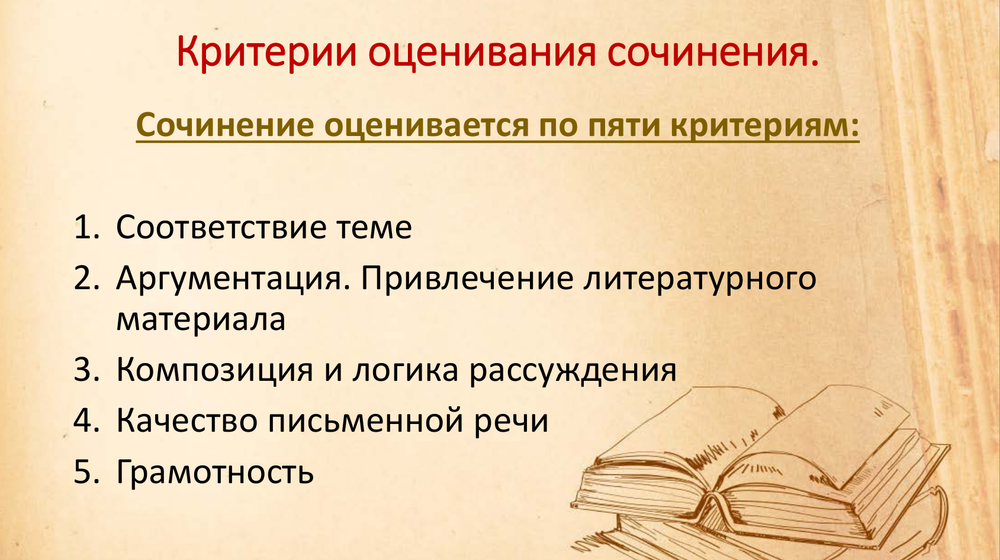 Критерии оценивания сочинения.
Сочинение оценивается по пяти критериям:
1. Соответствие теме
2. Аргументация. Привлечение литературного
материала
3. Композиция и логика рассуждения
4. Качество письменной речи
5. Грамотность